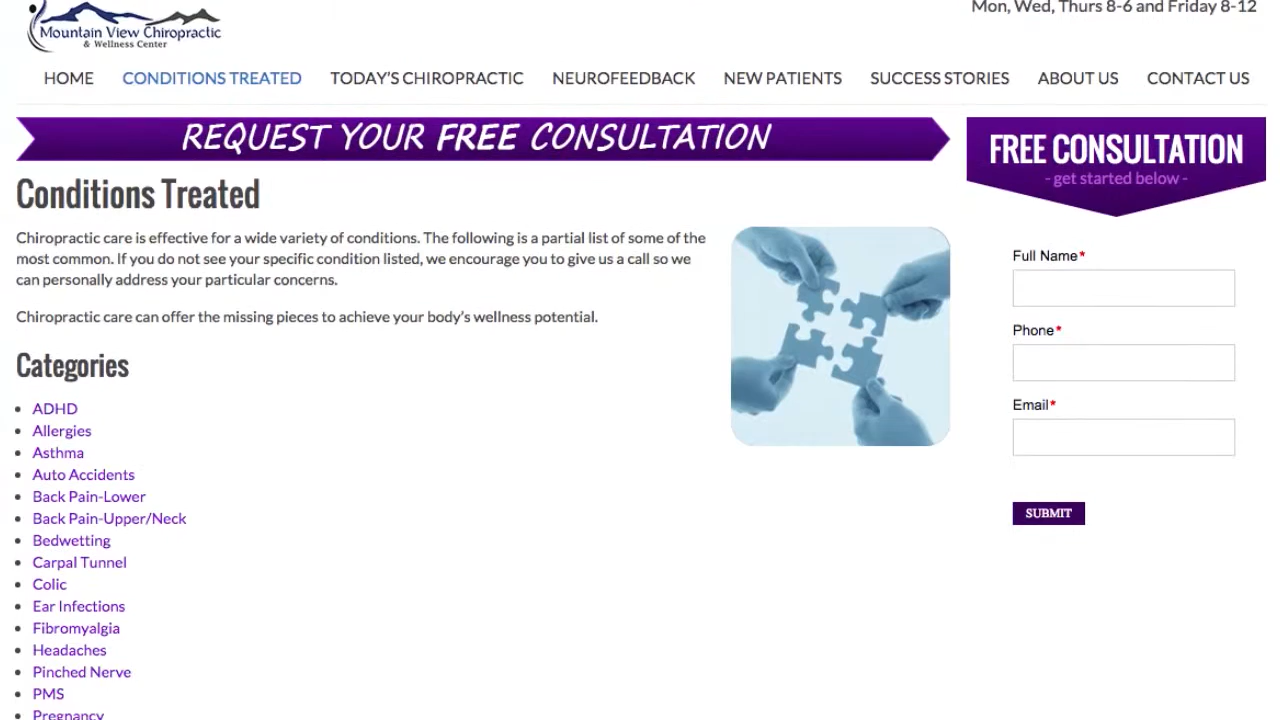 Mon, Wed, Thurs 8-6 and Friday 8-12
Mountain View Chiropractic
& Wellness Center
HOME CONDITIONS TREATED TODAY'S CHIROPRACTIC NEUROFEEDBACK NEW PATIENTS SUCCESS STORIES ABOUT US CONTACT US
REQUEST YOUR FREE CONSULTATION
Conditions Treated
Chiropractic care is effective for a wide variety of conditions. The following is a partial list of some of the
most common. If you do not see your specific condition listed, we encourage you to give us a call so we
can personally address your particular concerns.
Chiropractic care can offer the missing pieces to achieve your body's wellness potential.
Categories
ADHD
Allergies
Asthma
Auto Accidents
Back Pain-Lower
Back Pain-Upper/Neck
Bedwetting
Carpal Tunnel
Colic
Ear Infections
Fibromyalgia
Headaches
Pinched Nerve
PMS
Pregnancy
FREE CONSULTATION
- get started below -
Full Name*
Phone*
Email*
SUBMIT